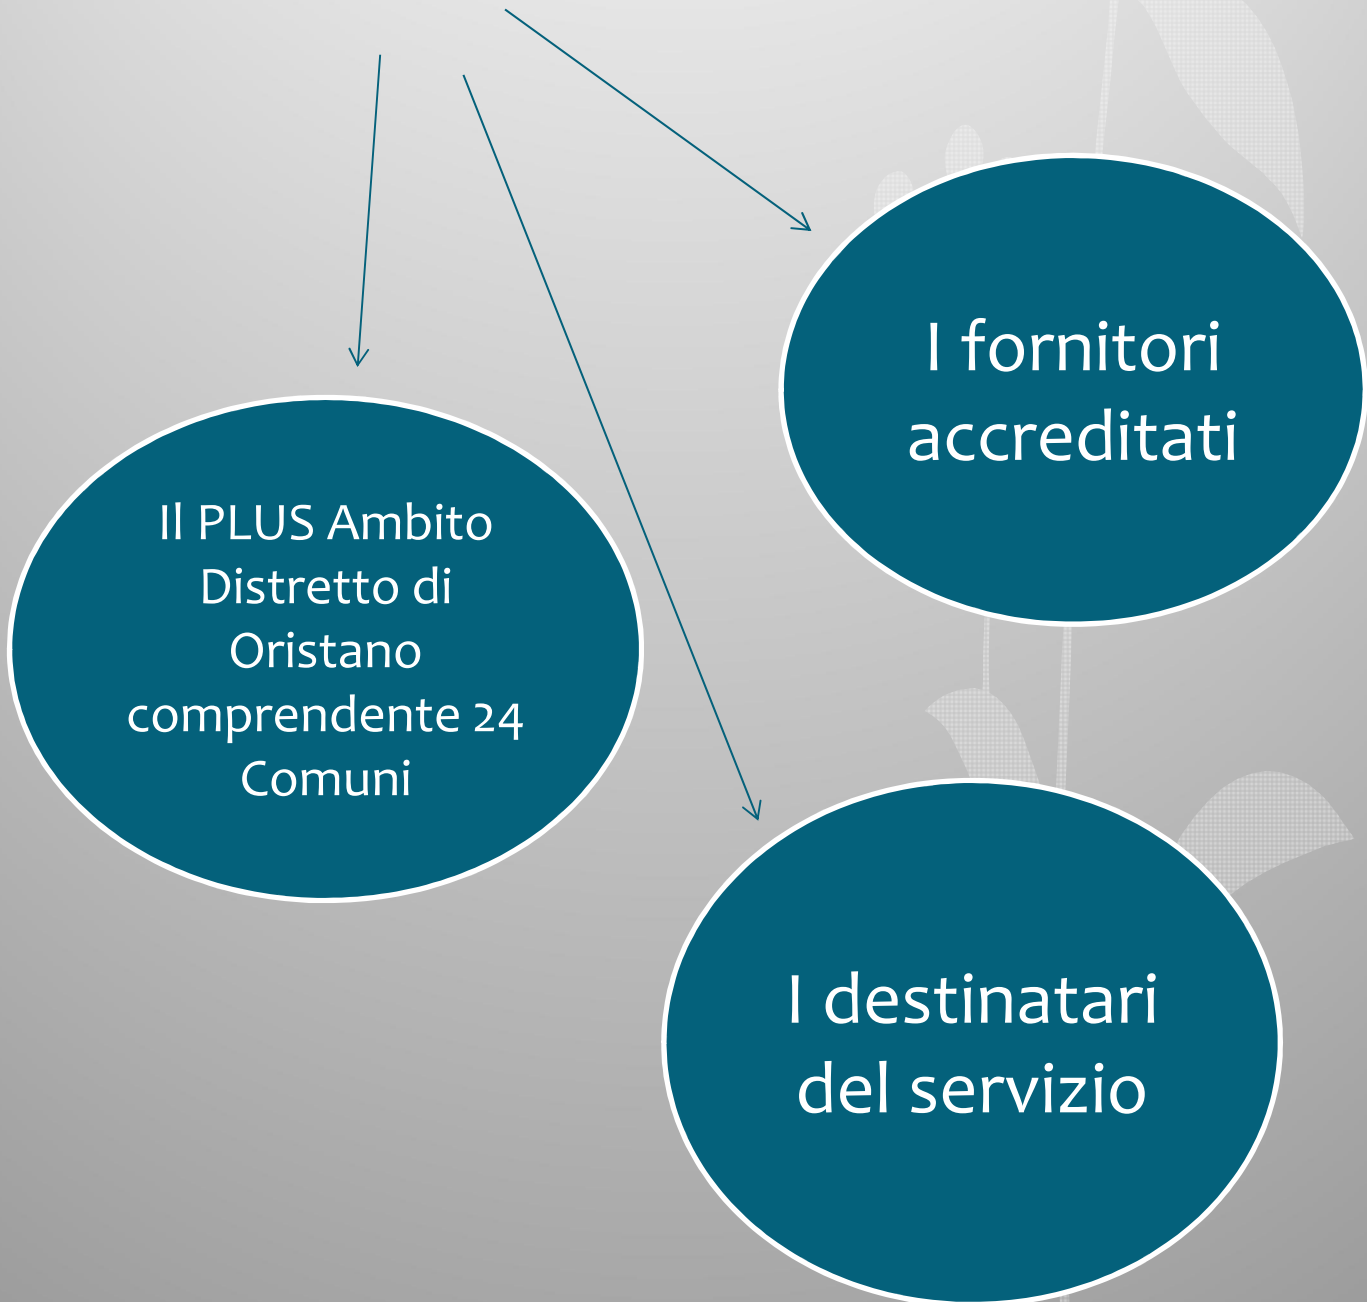 I fornitori
accreditati
Il PLUS Ambito
Distretto di
Oristano
comprendente 24
Comuni
I destinatari
del servizio